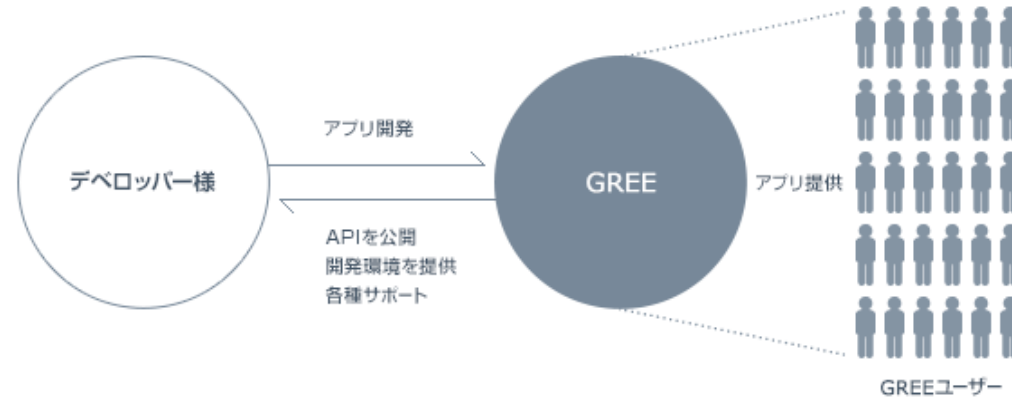 アプリ開発
デベロッパー様
GREE
アプリ提供
APIを公開
開発環境を提供
各種サポート
GREEユーザー